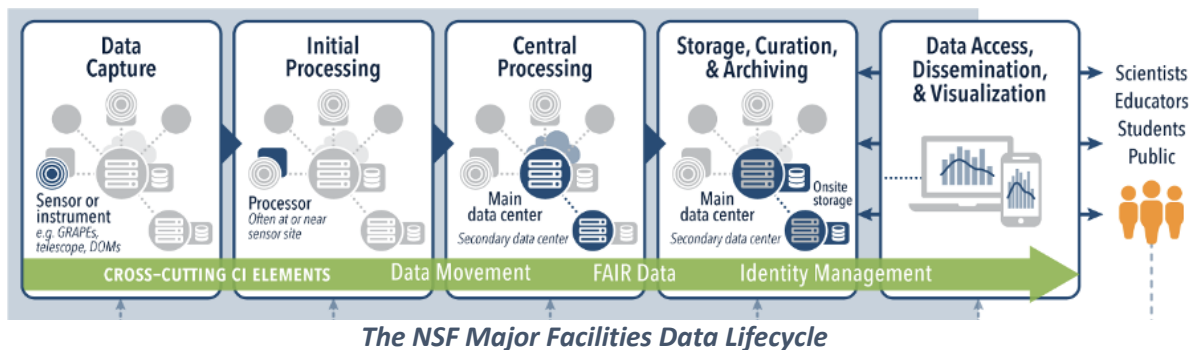 Data
Capture
Sensor or
instrument
e.g. GRAPEs,
telescope, DOMs
Initial
Processing
Processor
Often at or near
sensor site
Central
Processing
Main
data center
Secondary data center
Storage, Curation,
& Archiving
Onsite
storage
Main
data center
Secondary data center
Data Access,
Dissemination,
& Visualization
Scientists
Educators
Students
Public
CROSS-CUTTING CI ELEMENTS Data Movement FAIR Data Identity Management
The NSF Major Facilities Data Lifecycle